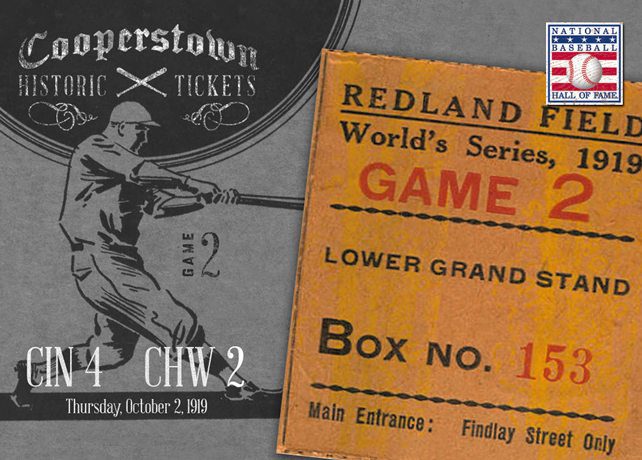 Cooperstown
HISTORIC TICKETS
GAME 2
CIN 4 CHW 2
Thursday, October 2, 1919
NATIONAL
BASEBALL
HALL OF FAME
REDLAND FIELD
World's Series, 1919
GAME 2
LOWER GRAND STAND
BOX NO. 153
Main Entrance: Findlay Street Only